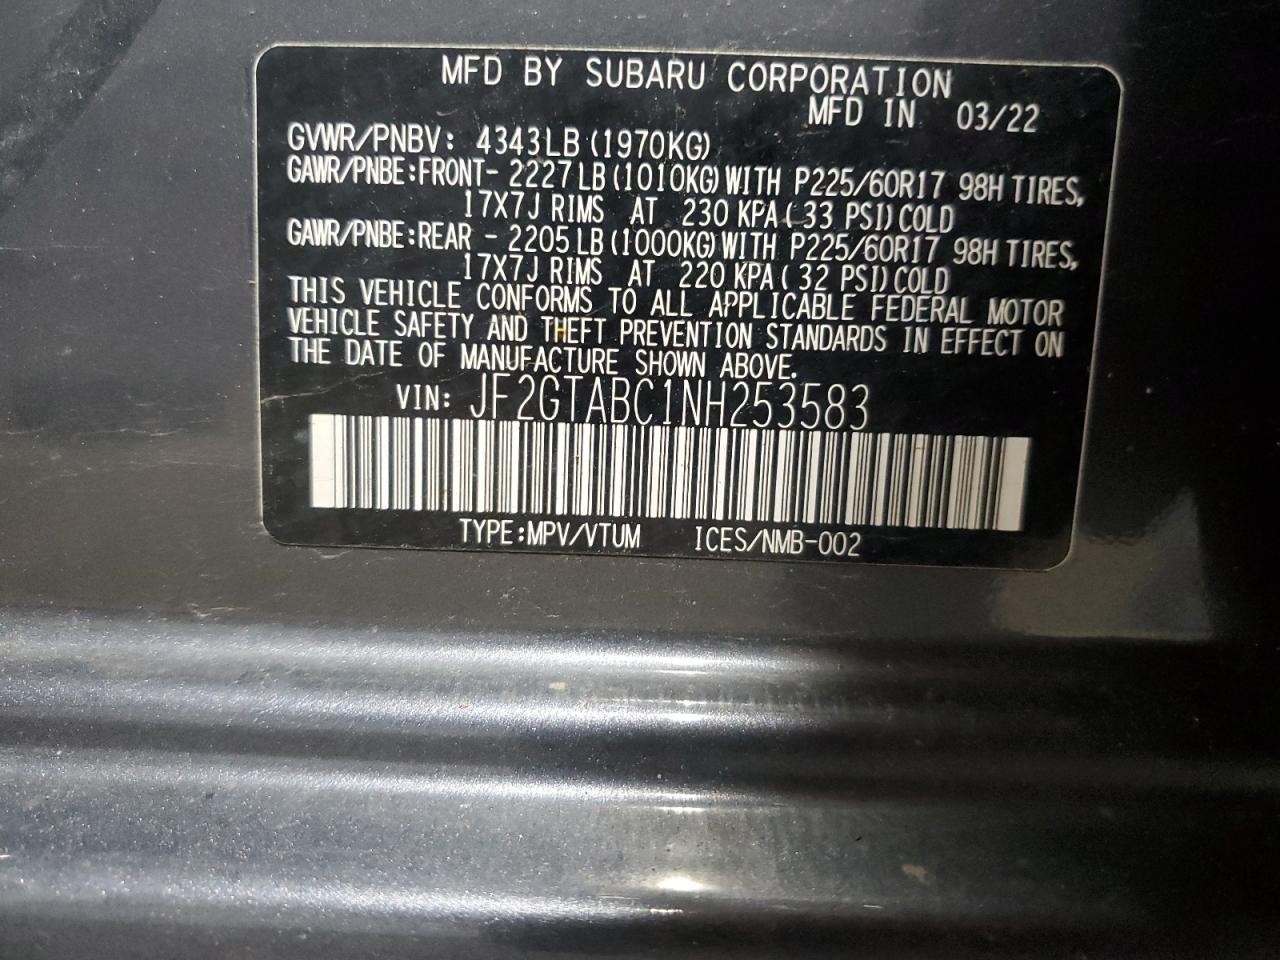 MFD BY SUBARU CORPORATION
MFD IN 03/22
GVWR/PNBV: 4343LB (1970KG)
GAWR/PNBE:FRONT- 2227LB (1010KG) WITH P225/60R17 98H TIRES,
17X7J RIMS AT 230 KPA( 33 PSI) COLD
GAWR/PNBE:REAR - 2205LB (1000KG) WITH P225/60R17 98H TIRES,
17X7J RIMS AT 220 KPA( 32 PSI) COLD
THIS VEHICLE CONFORMS TO ALL APPLICABLE FEDERAL MOTOR
VEHICLE SAFETY AND THEFT PREVENTION STANDARDS IN EFFECT ON
THE DATE OF MANUFACTURE SHOWN ABOVE.
VIN: JF2GTABC1NH253583
TYPE:MPV/VTUM ICES/NMB-002